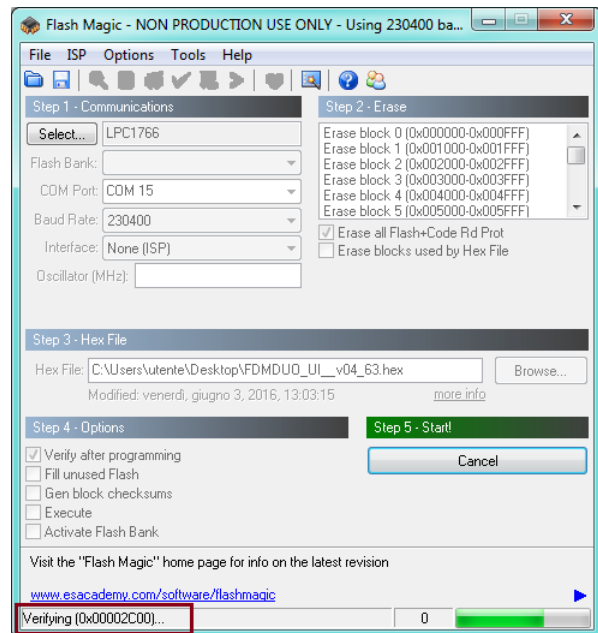 Flash Magic - NON PRODUCTION USE ONLY - Using 230400 ba...
File ISP Options Tools Help
Step 1 - Communications
Select... LPC1766
Flash Bank:
COM Port: COM 15
Baud Rate: 230400
Interface: None (ISP)
Oscillator (MHz):
Step 2 - Erase
Erase block 0 (0x000000-0x000FFF)
Erase block 1 (0x001000-0x001FFF)
Erase block 2 (0x002000-0x002FFF)
Erase block 3 (0x003000-0x003FFF)
Erase block 4 (0x004000-0x004FFF)
Erase block 5 (0x005000-0x005FFF)
Erase all Flash+Code Rd Prot
Erase blocks used by Hex File
Step 3 - Hex File
Hex File: C:\Users\utente\Desktop\FDMDUO_UI__v04_63.hex Browse...
Modified: venerdì, giugno 3, 2016, 13:03:15 more info
Step 4 - Options
Verify after programming
Fill unused Flash
Gen block checksums
Execute
Activate Flash Bank
Step 5 - Start!
Cancel
Visit the "Flash Magic" home page for info on the latest revision
www.esacademy.com/software/flashmagic
Verifying (0x00002C00)... 0